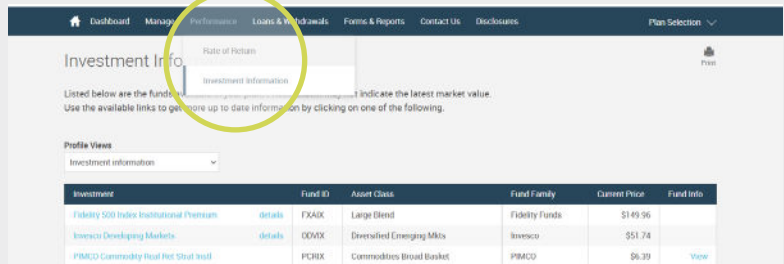 Dashboard Manage Performance Loans & Withdrawals Forms & Reports Contact Us Disclosures Plan Selection
Rate of Return
Investment Info
Print
Investment Information
Listed below are the funds indicate the latest market value.
Use the available links to get more up to date information by clicking on one of the following.
Profile Views
Investment information
Investment Fund ID Asset Class Fund Family Current Price Fund Info
Fidelity 500 Index Institutional Premium details FXAIX Large Blend Fidelity Funds $149.96
Invesco Developing Markets details ODVIX Diversified Emerging Mkts Invesco $51.74
PIMCO Commodity Real Ret Strat Instl PCRIX Commodities Broad Basket PIMCO $6.39 View